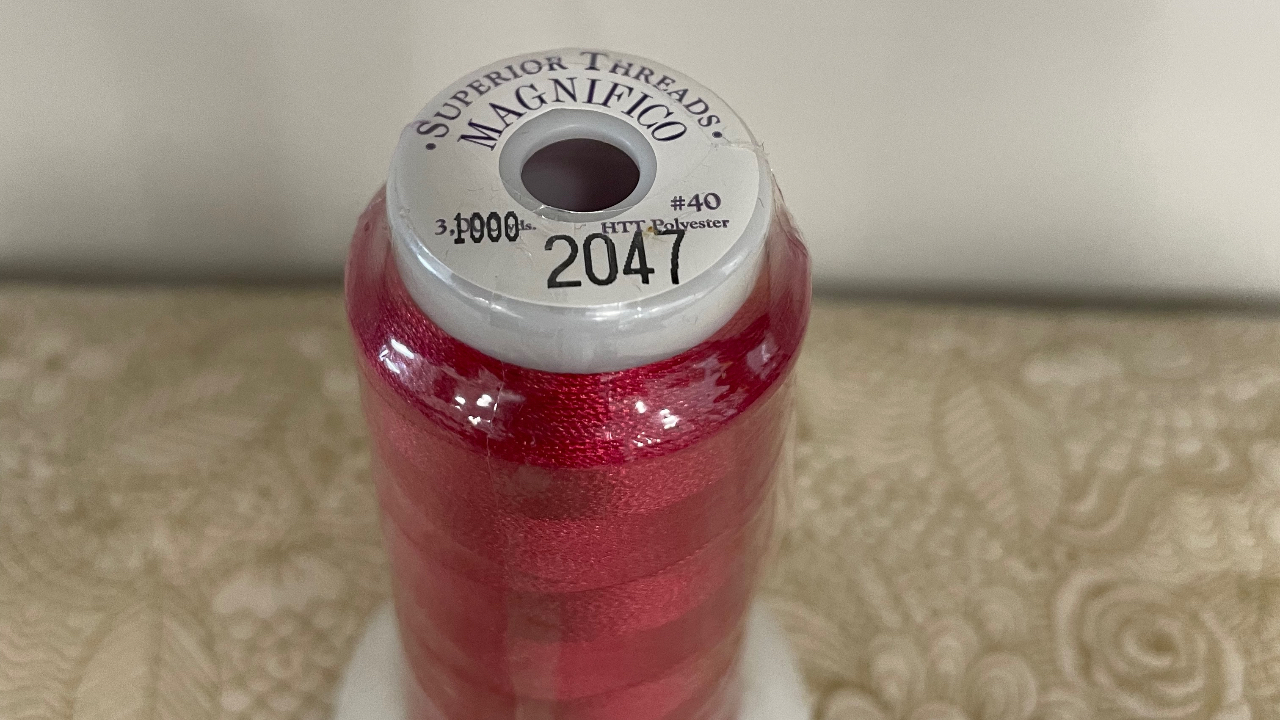 ·SUPERIOR THREADS·
MAGNIFICO
#40
1000
HTT Polyester
2047